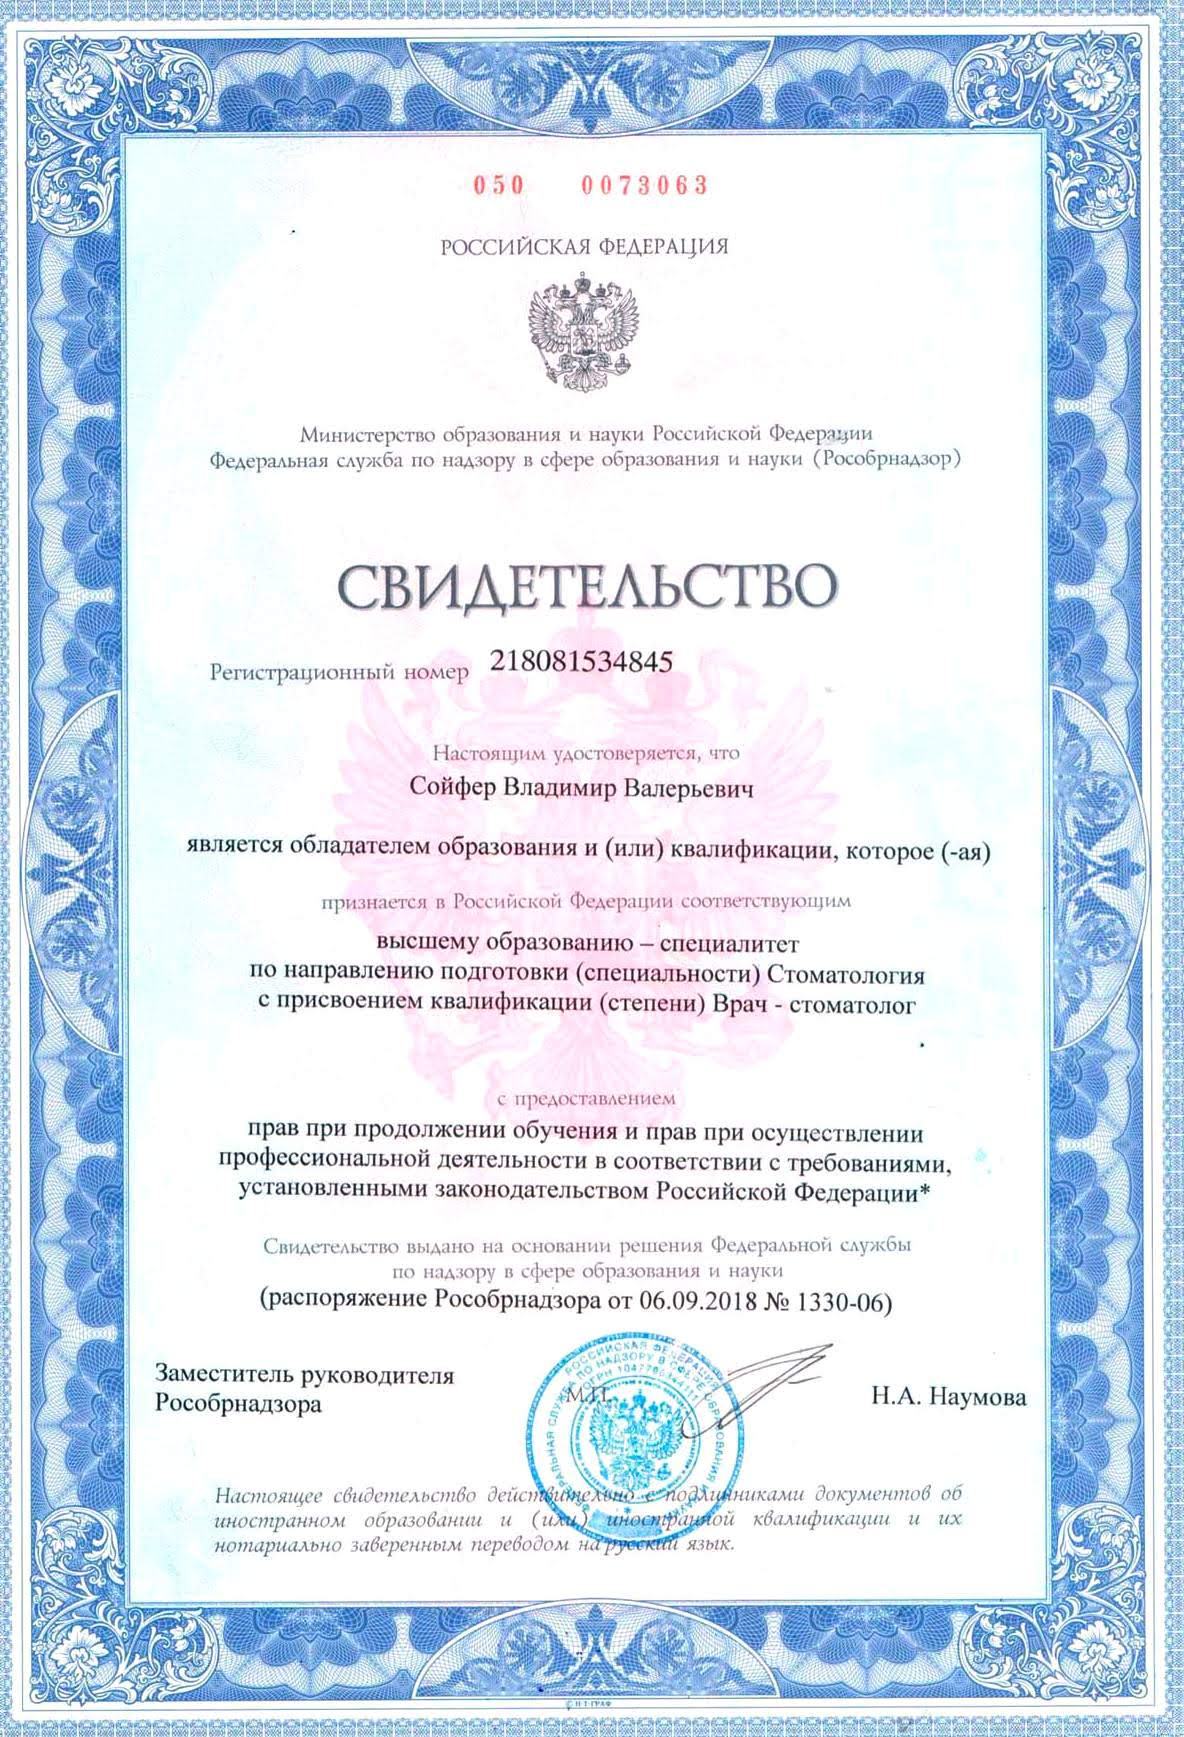 050 0073063
РОССИЙСКАЯ ФЕДЕРАЦИЯ
Министерство образования и науки Российской Федерации
Федеральная служба по надзору в сфере образования и науки (Рособрнадзор)
СВИДЕТЕЛЬСТВО
Регистрационный номер 218081534845
Настоящим удостоверяется, что
Сойфер Владимир Валерьевич
является обладателем образования и (или) квалификации, которое (-ая)
признается в Российской Федерации соответствующим
высшему образованию – специалитет
по направлению подготовки (специальности) Стоматология
с присвоением квалификации (степени) Врач - стоматолог
с предоставлением
прав при продолжении обучения и прав при осуществлении
профессиональной деятельности в соответствии с требованиями,
установленными законодательством Российской Федерации*
Свидетельство выдано на основании решения Федеральной службы
по надзору в сфере образования и науки
(распоряжение Рособрнадзора от 06.09.2018 № 1330-06)
Заместитель руководителя
Рособрнадзора
М.П.
Н.А. Наумова
РОССИЙСКАЯ ФЕДЕРАЦИЯ
ФЕДЕРАЛЬНАЯ СЛУЖБА ПО НАДЗОРУ В СФЕРЕ ОБРАЗОВАНИЯ И НАУКИ
ОГРН
Настоящее свидетельство действительно с подлинниками документов об
иностранном образовании и (или) иностранной квалификации и их
нотариально заверенным переводом на русский язык.